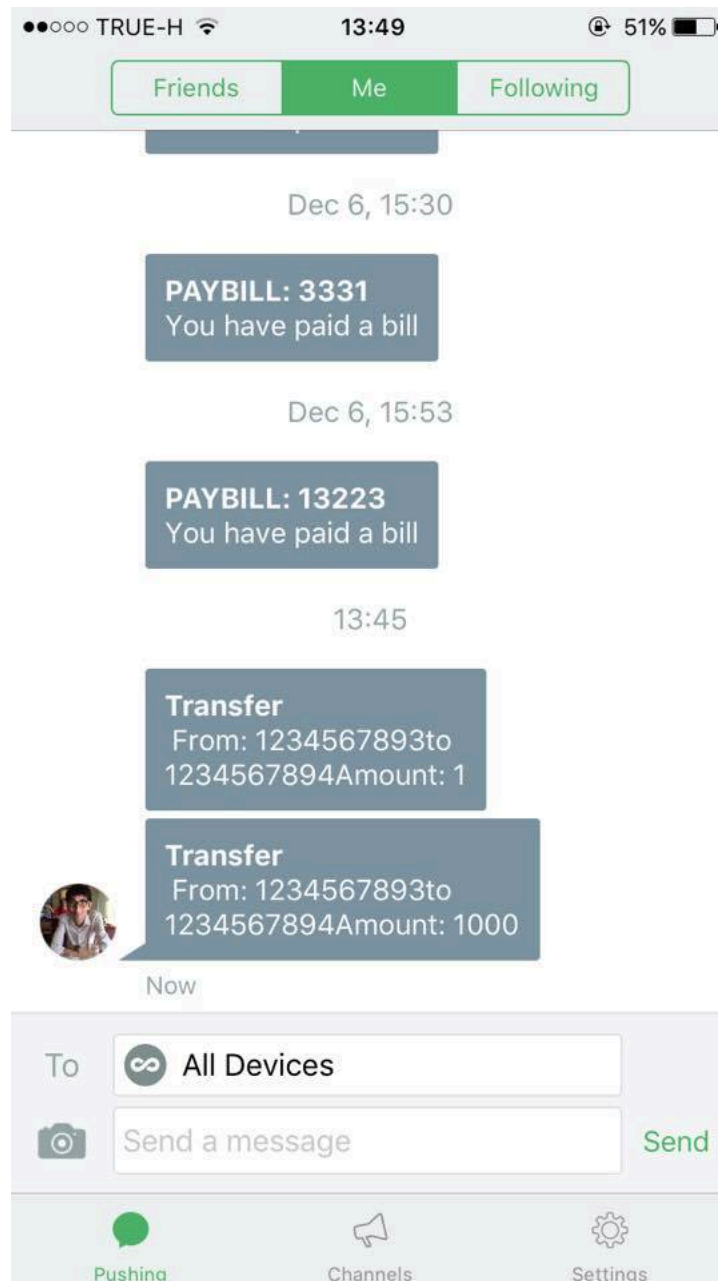 TRUE-H 13:49 51%
Friends Me Following
Dec 6, 15:30
PAYBILL: 3331
You have paid a bill
Dec 6, 15:53
PAYBILL: 13223
You have paid a bill
13:45
Transfer
From: 1234567893to
1234567894Amount: 1
Transfer
From: 1234567893to
1234567894Amount: 1000
Now
To All Devices
Send a message Send
Pushing Channels Settings